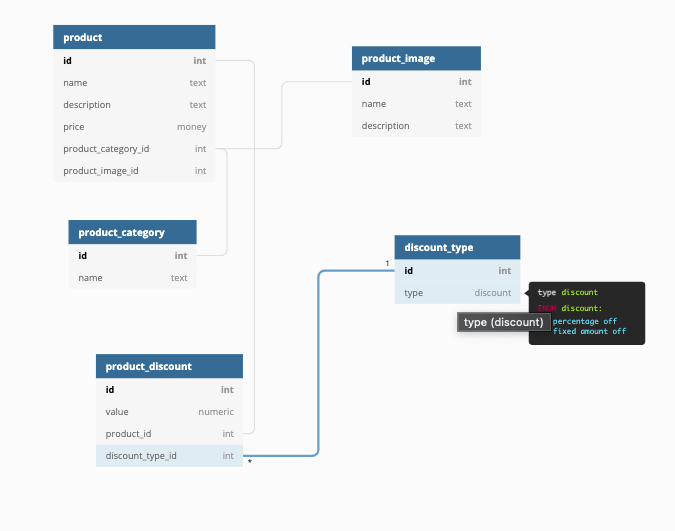 product
id int
name text
description text
price money
product_category_id int
product_image_id int
product_image
id int
name text
description text
product_category
id int
name text
discount_type
1
id int
type discount
type discount
ENUM discount:
percentage off
fixed amount off
type (discount)
product_discount
id int
value numeric
product_id int
discount_type_id int
*